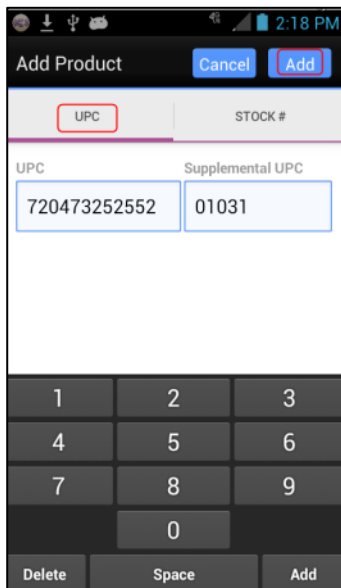 2:18 PM
Add Product Cancel Add
UPC STOCK #
UPC Supplemental UPC
720473252552 01031
1 2 3
4 5 6
7 8 9
0
Delete Space Add